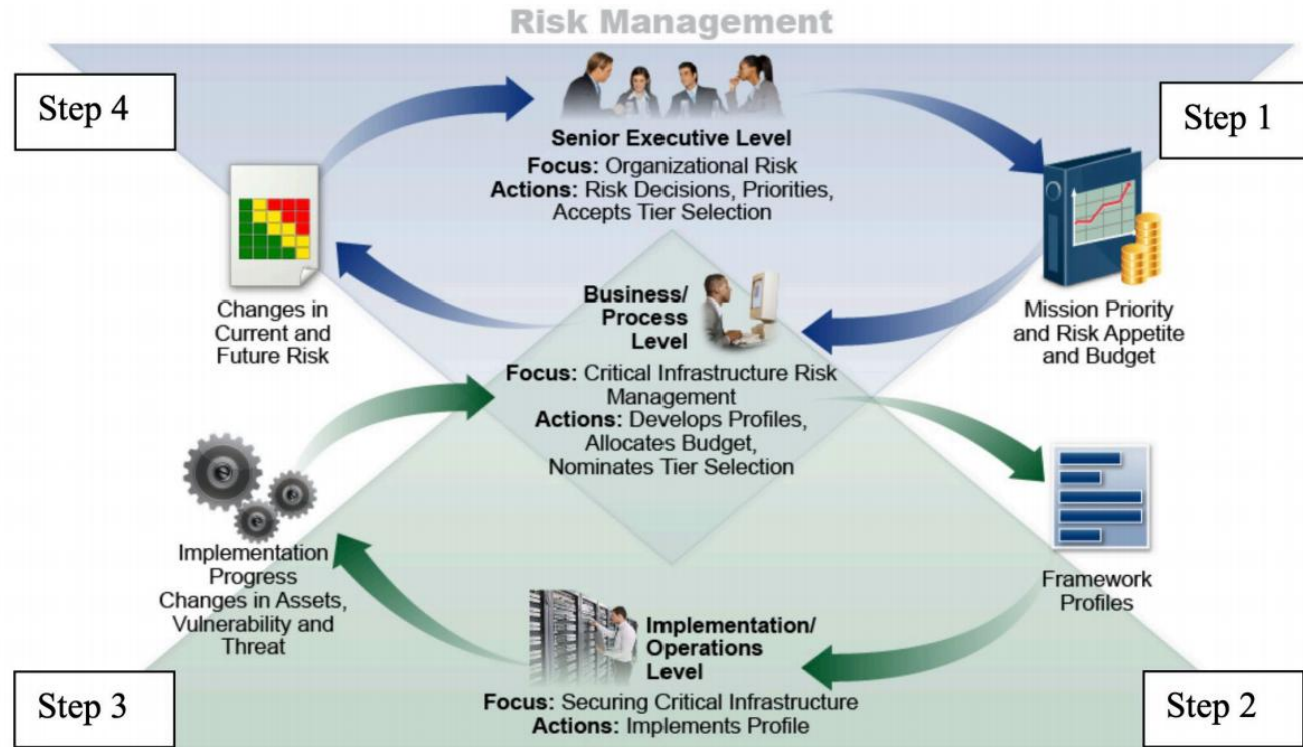 Risk Management
Step 4
Step 1
Senior Executive Level
Focus: Organizational Risk
Actions: Risk Decisions, Priorities,
Accepts Tier Selection
Changes in
Current and
Future Risk
Business/
Process
Level
Mission Priority
and Risk Appetite
and Budget
Focus: Critical Infrastructure Risk
Management
Actions: Develops Profiles,
Allocates Budget,
Nominates Tier Selection
Implementation
Progress
Changes in Assets,
Vulnerability and
Threat
Framework
Profiles
Implementation/
Operations
Level
Focus: Securing Critical Infrastructure
Actions: Implements Profile
Step 3
Step 2